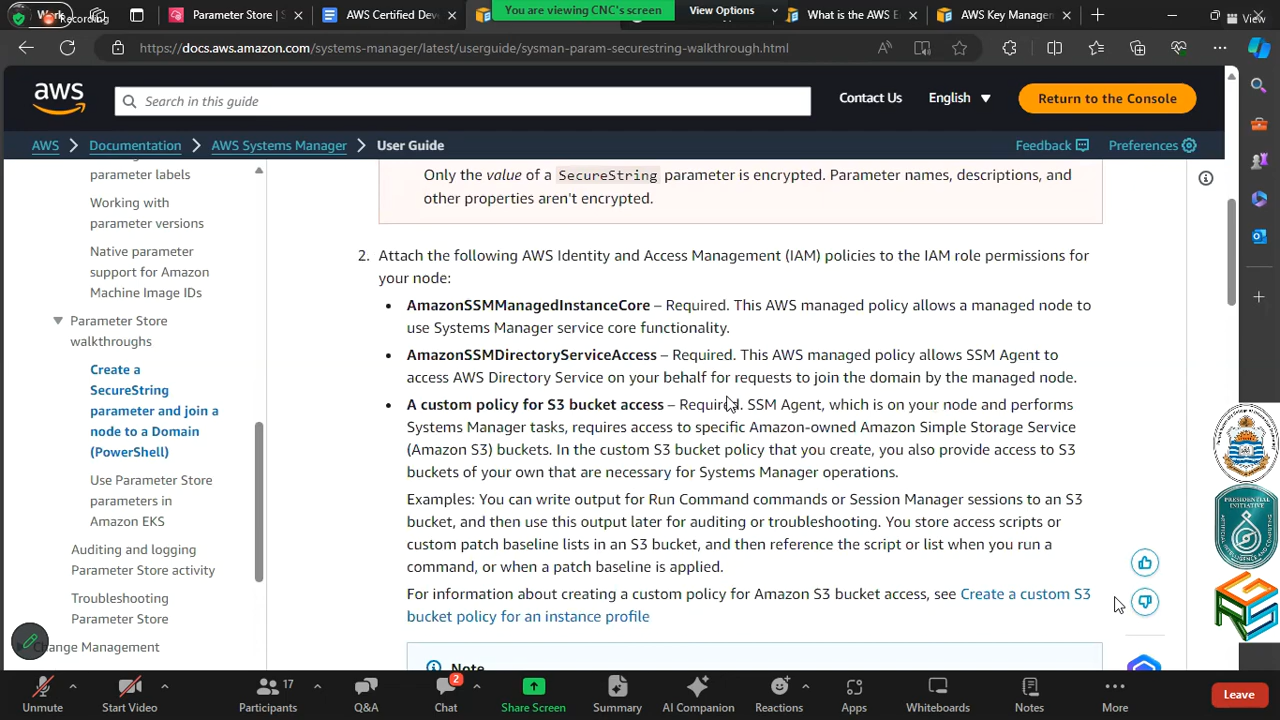 Work
Recording
Parameter Store | S
AWS Certified Dev
You are viewing CNC's screen
View Options
What is the AWS E
AWS Key Manage
View
https://docs.aws.amazon.com/systems-manager/latest/userguide/sysman-param-securestring-walkthrough.html
aws
Search in this guide
Contact Us
English
Return to the Console
AWS
Documentation
AWS Systems Manager
User Guide
Feedback
Preferences
parameter labels
Working with
parameter versions
Native parameter
support for Amazon
Machine Image IDs
Parameter Store
walkthroughs
Create a
SecureString
parameter and join a
node to a Domain
(PowerShell)
Use Parameter Store
parameters in
Amazon EKS
Auditing and logging
Parameter Store activity
Troubleshooting
Parameter Store
Change Management
Only the value of a SecureString parameter is encrypted. Parameter names, descriptions, and
other properties aren't encrypted.
2. Attach the following AWS Identity and Access Management (IAM) policies to the IAM role permissions for
your node:
• AmazonSSMManagedInstanceCore – Required. This AWS managed policy allows a managed node to
use Systems Manager service core functionality.
• AmazonSSMDirectoryServiceAccess – Required. This AWS managed policy allows SSM Agent to
access AWS Directory Service on your behalf for requests to join the domain by the managed node.
• A custom policy for S3 bucket access – Required. SSM Agent, which is on your node and performs
Systems Manager tasks, requires access to specific Amazon-owned Amazon Simple Storage Service
(Amazon S3) buckets. In the custom S3 bucket policy that you create, you also provide access to S3
buckets of your own that are necessary for Systems Manager operations.
Examples: You can write output for Run Command commands or Session Manager sessions to an S3
bucket, and then use this output later for auditing or troubleshooting. You store access scripts or
custom patch baseline lists in an S3 bucket, and then reference the script or list when you run a
command, or when a patch baseline is applied.
For information about creating a custom policy for Amazon S3 bucket access, see Create a custom S3
bucket policy for an instance profile
Note
Unmute
Start Video
17
Participants
Q&A
2
Chat
Share Screen
Summary
AI Companion
Reactions
Apps
Whiteboards
Notes
More
Leave